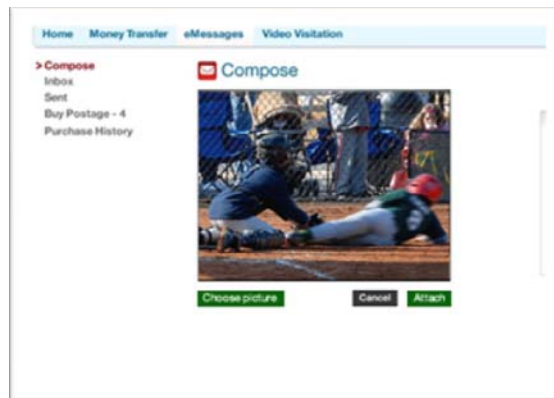 Home Money Transfer eMessages Video Visitation
> Compose
Inbox
Sent
Buy Postage - 4
Purchase History
Compose
Choose picture Cancel Attach